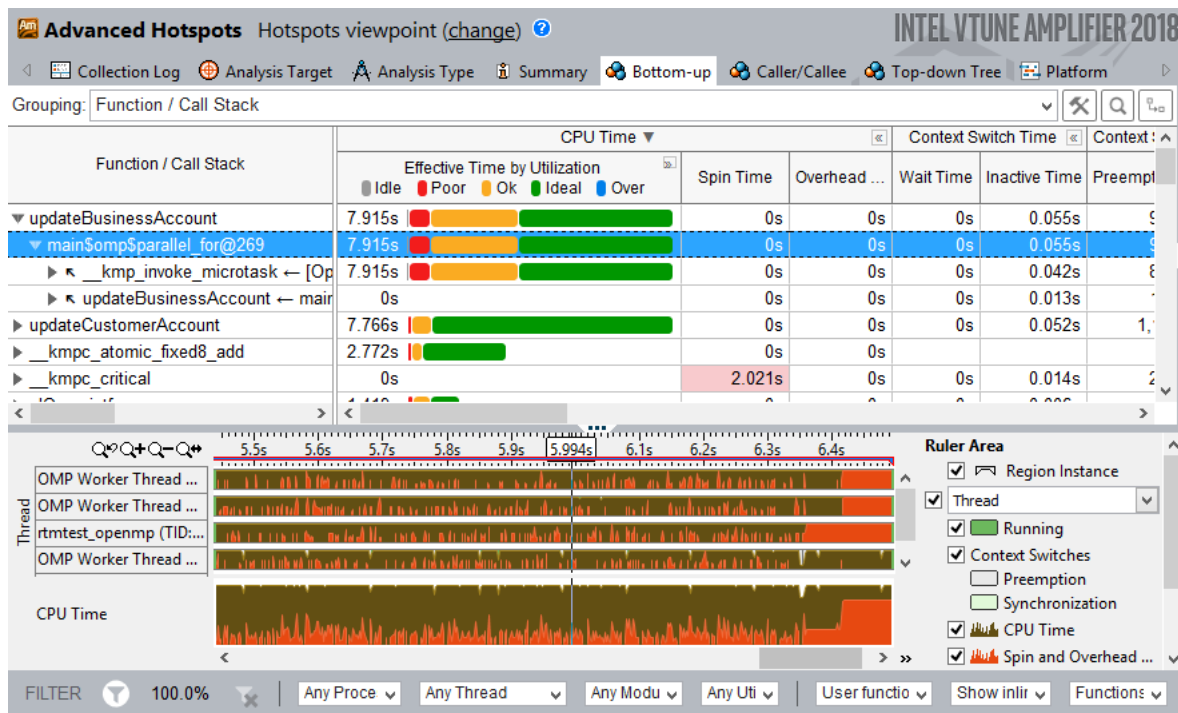 Am Advanced Hotspots Hotspots viewpoint (change) ? INTEL VTUNE AMPLIFIER 2018
Collection Log Analysis Target Analysis Type Summary Bottom-up Caller/Callee Top-down Tree Platform
Grouping: Function / Call Stack
CPU Time Context Switch Time Context
Function / Call Stack Effective Time by Utilization Spin Time Overhead ... Wait Time Inactive Time Preempt
Idle Poor Ok Ideal Over
updateBusinessAccount 7.915s 0s 0s 0s 0.055s
main$omp$parallel_for@269 7.915s 0s 0s 0s 0.055s
__kmp_invoke_microtask ← [Op 7.915s 0s 0s 0s 0.042s
updateBusinessAccount ← main 0s 0s 0s 0s 0.013s
updateCustomerAccount 7.766s 0s 0s 0s 0.052s 1,
__kmpc_atomic_fixed8_add 2.772s 0s 0s
__kmpc_critical 0s 2.021s 0s 0s 0.014s 2
5.5s 5.6s 5.7s 5.8s 5.9s 5.994s 6.1s 6.2s 6.3s 6.4s
Thread
OMP Worker Thread ...
OMP Worker Thread ...
rtmtest_openmp (TID:...
OMP Worker Thread ...
CPU Time
Ruler Area
Region Instance
Thread
Running
Context Switches
Preemption
Synchronization
CPU Time
Spin and Overhead ...
FILTER 100.0% Any Proce Any Thread Any Modu Any Uti User functio Show inlir Functions